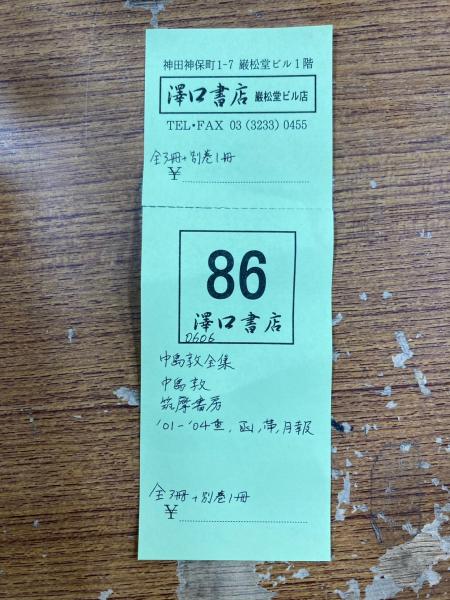 神田神保町1-7 巌松堂ビル1階
澤口書店 巌松堂ビル店
TEL・FAX 03(3233)0455
全3冊+別巻1冊
¥
86
澤口書店
0606
中島敦全集
中島敦
筑摩書房
'01-'04重、函、帯、月報
全3冊+別巻1冊
¥